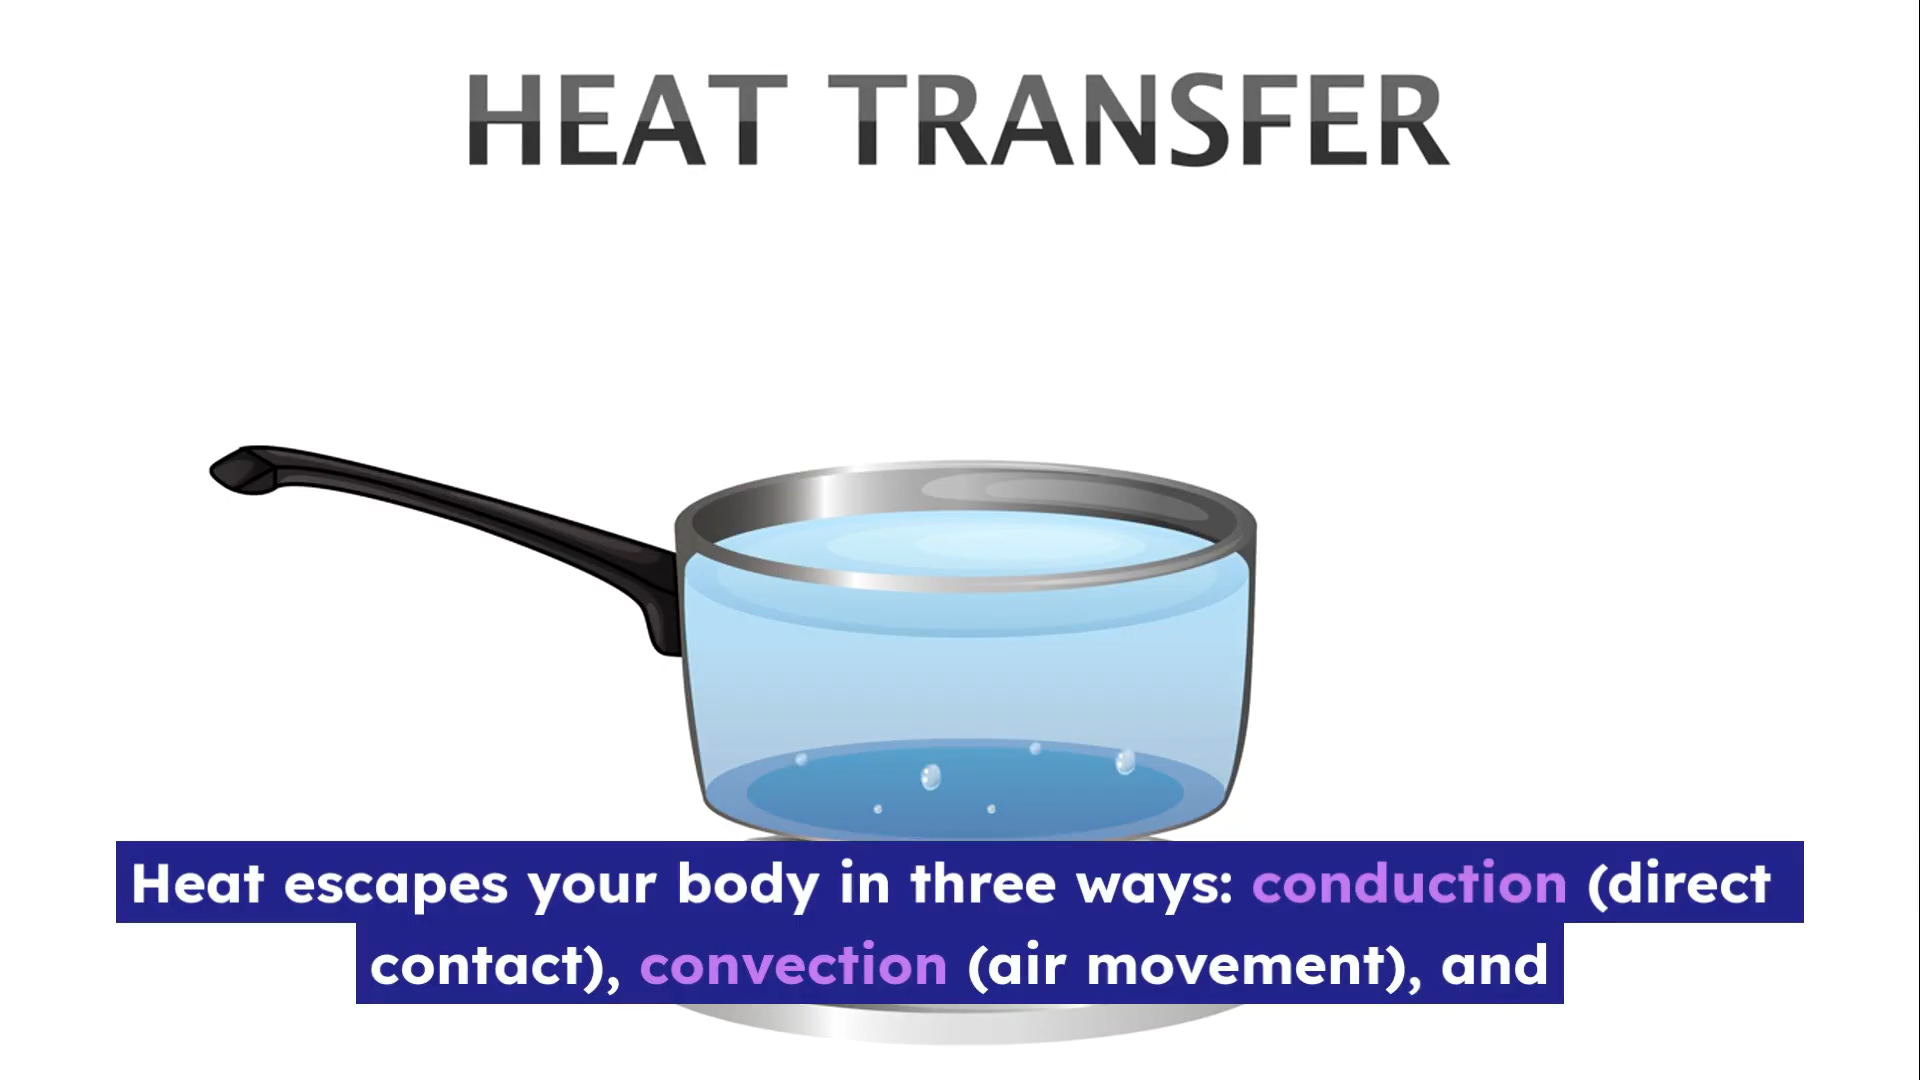 HEAT TRANSFER
Heat escapes your body in three ways: conduction (direct
contact), convection (air movement), and